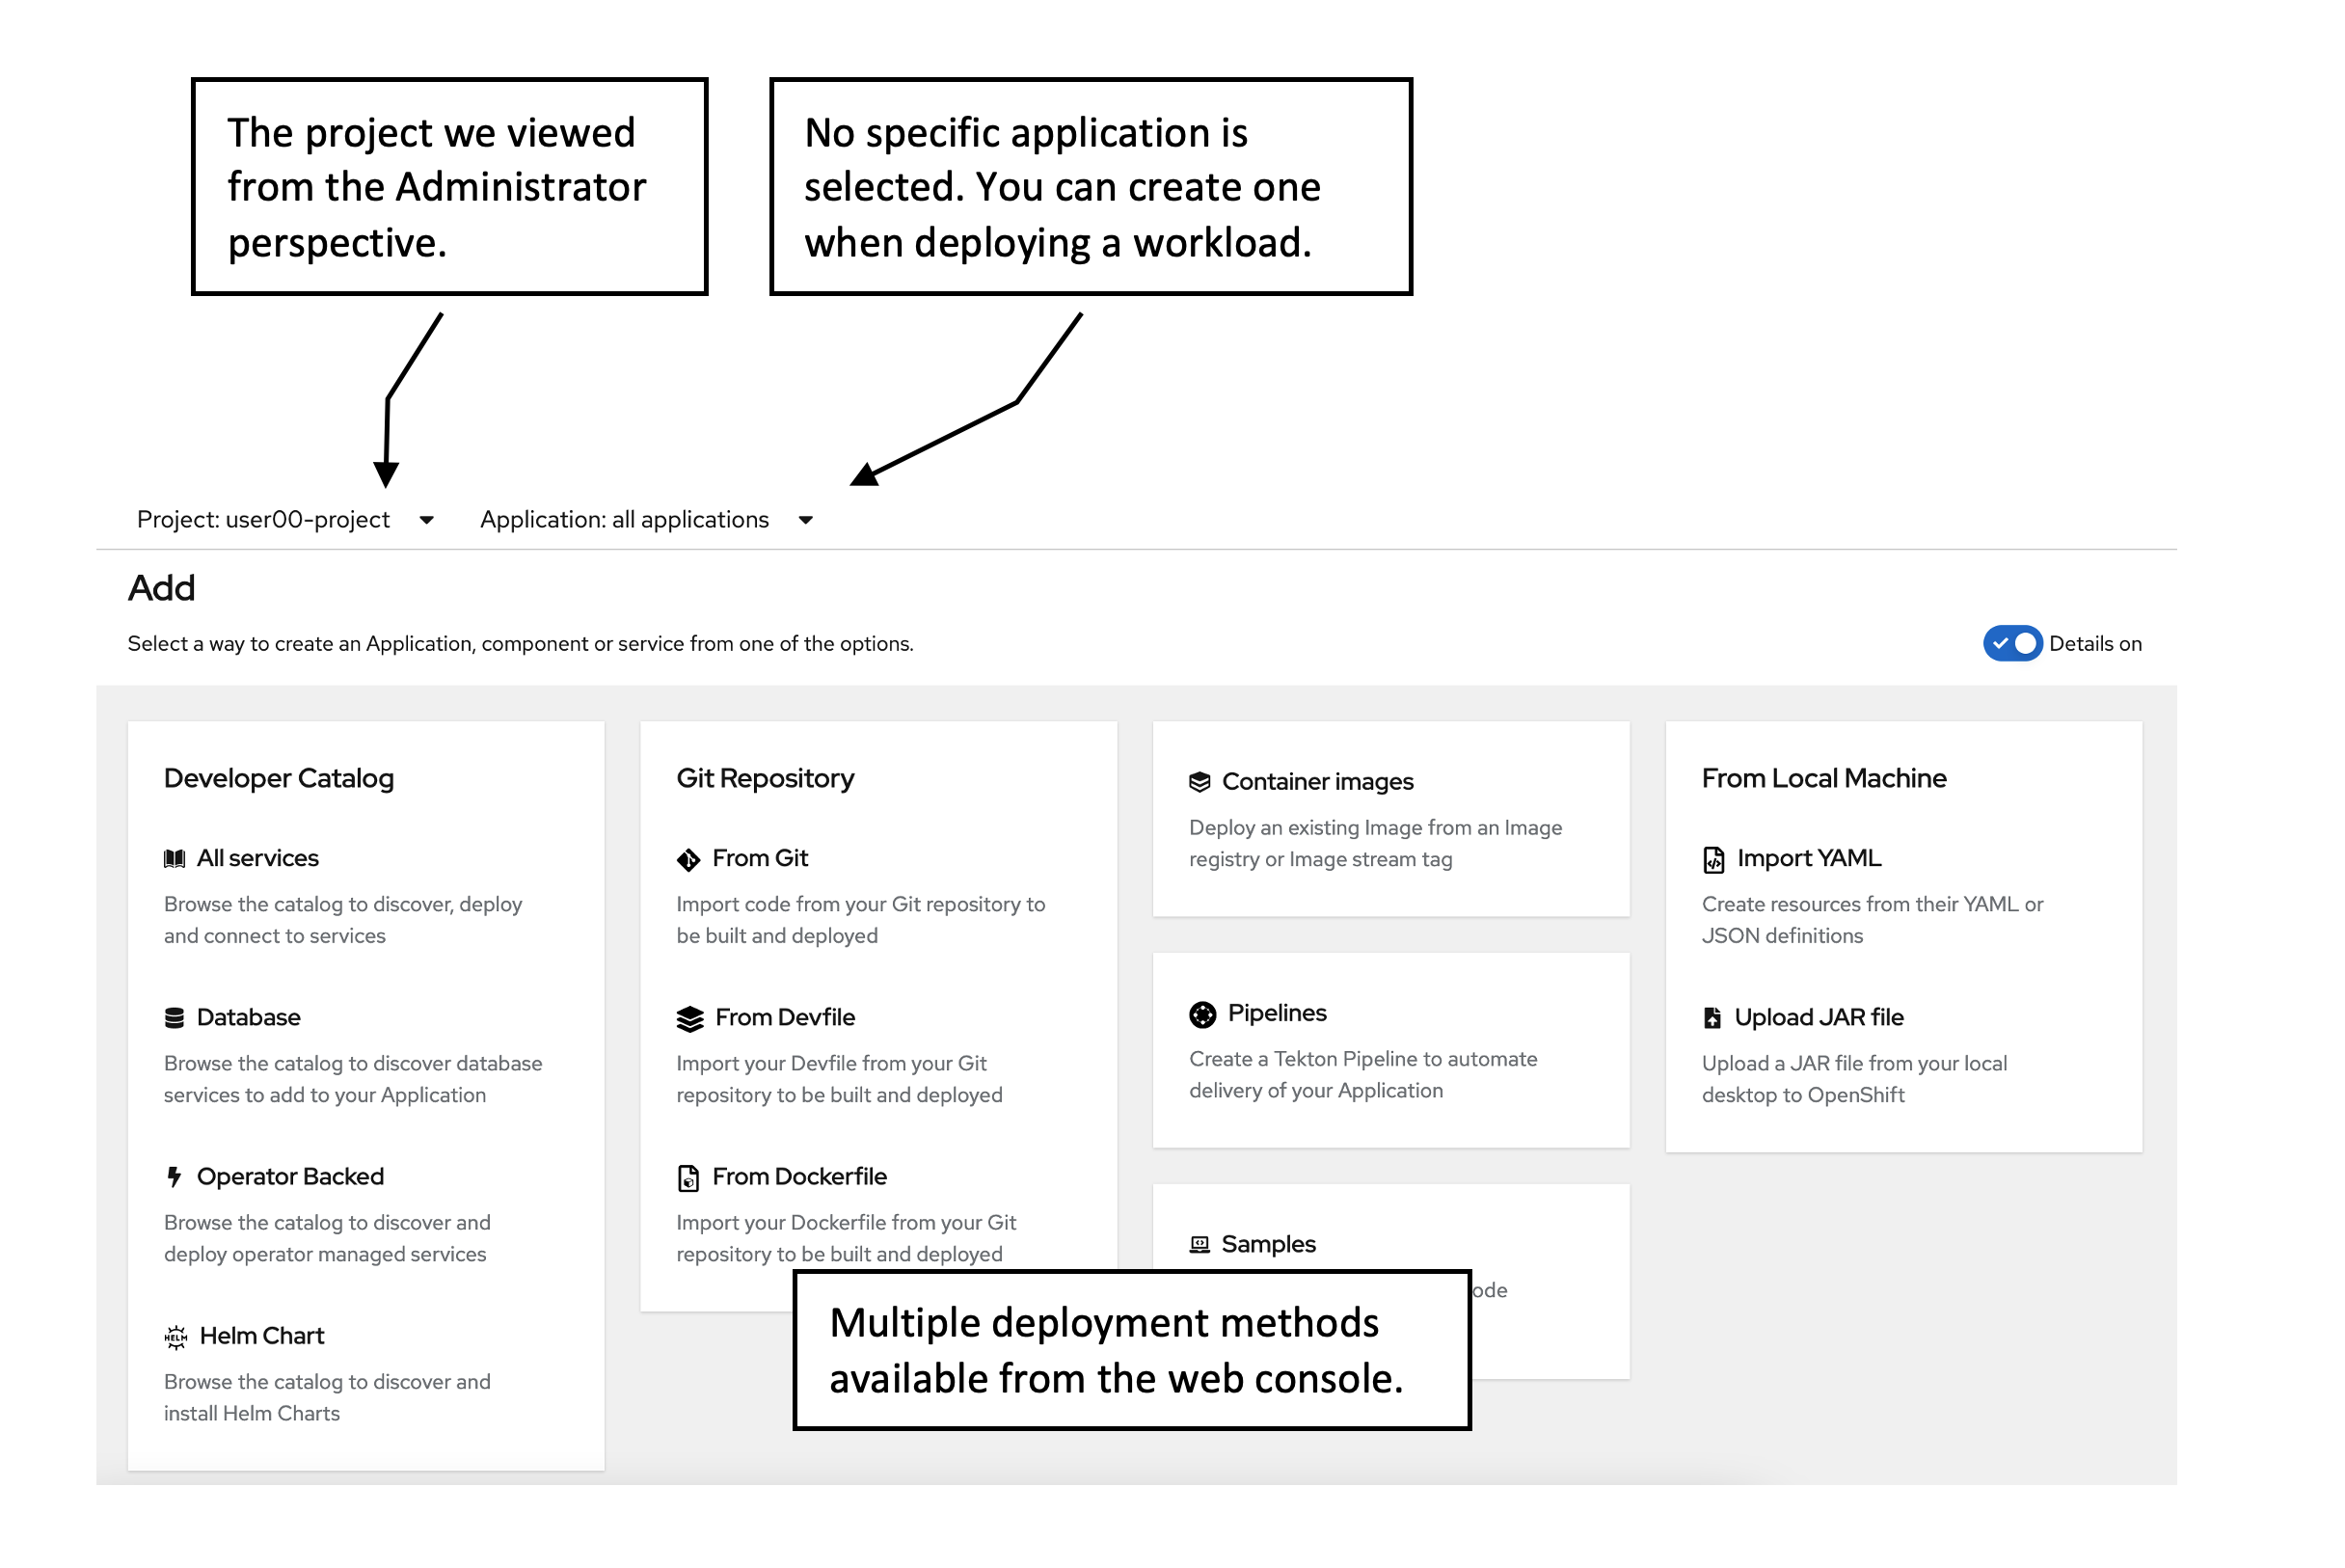 The project we viewed
from the Administrator
perspective.
No specific application is
selected. You can create one
when deploying a workload.
Project: user00-project
Application: all applications
Add
Select a way to create an Application, component or service from one of the options.
Details on
Developer Catalog
All services
Browse the catalog to discover, deploy
and connect to services
Database
Browse the catalog to discover database
services to add to your Application
Operator Backed
Browse the catalog to discover and
deploy operator managed services
HELM
Helm Chart
Browse the catalog to discover and
install Helm Charts
Git Repository
From Git
Import code from your Git repository to
be built and deployed
From Devfile
Import your Devfile from your Git
repository to be built and deployed
From Dockerfile
Import your Dockerfile from your Git
repository to be built and deployed
Container images
Deploy an existing Image from an Image
registry or Image stream tag
Pipelines
Create a Tekton Pipeline to automate
delivery of your Application
Samples
Multiple deployment methods
available from the web console.
From Local Machine
Import YAML
Create resources from their YAML or
JSON definitions
Upload JAR file
Upload a JAR file from your local
desktop to OpenShift